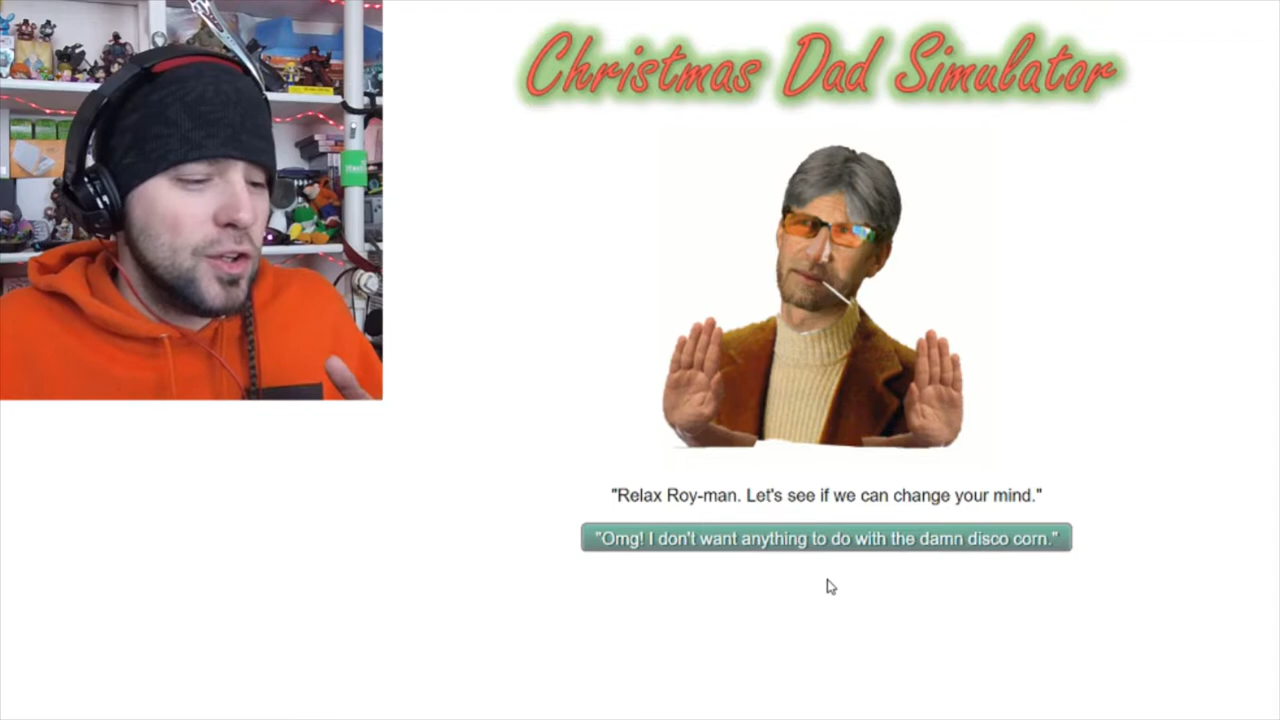 Christmas Dad Simulator
"Relax Roy-man. Let's see if we can change your mind."
"Omg! I don't want anything to do with the damn disco corn."